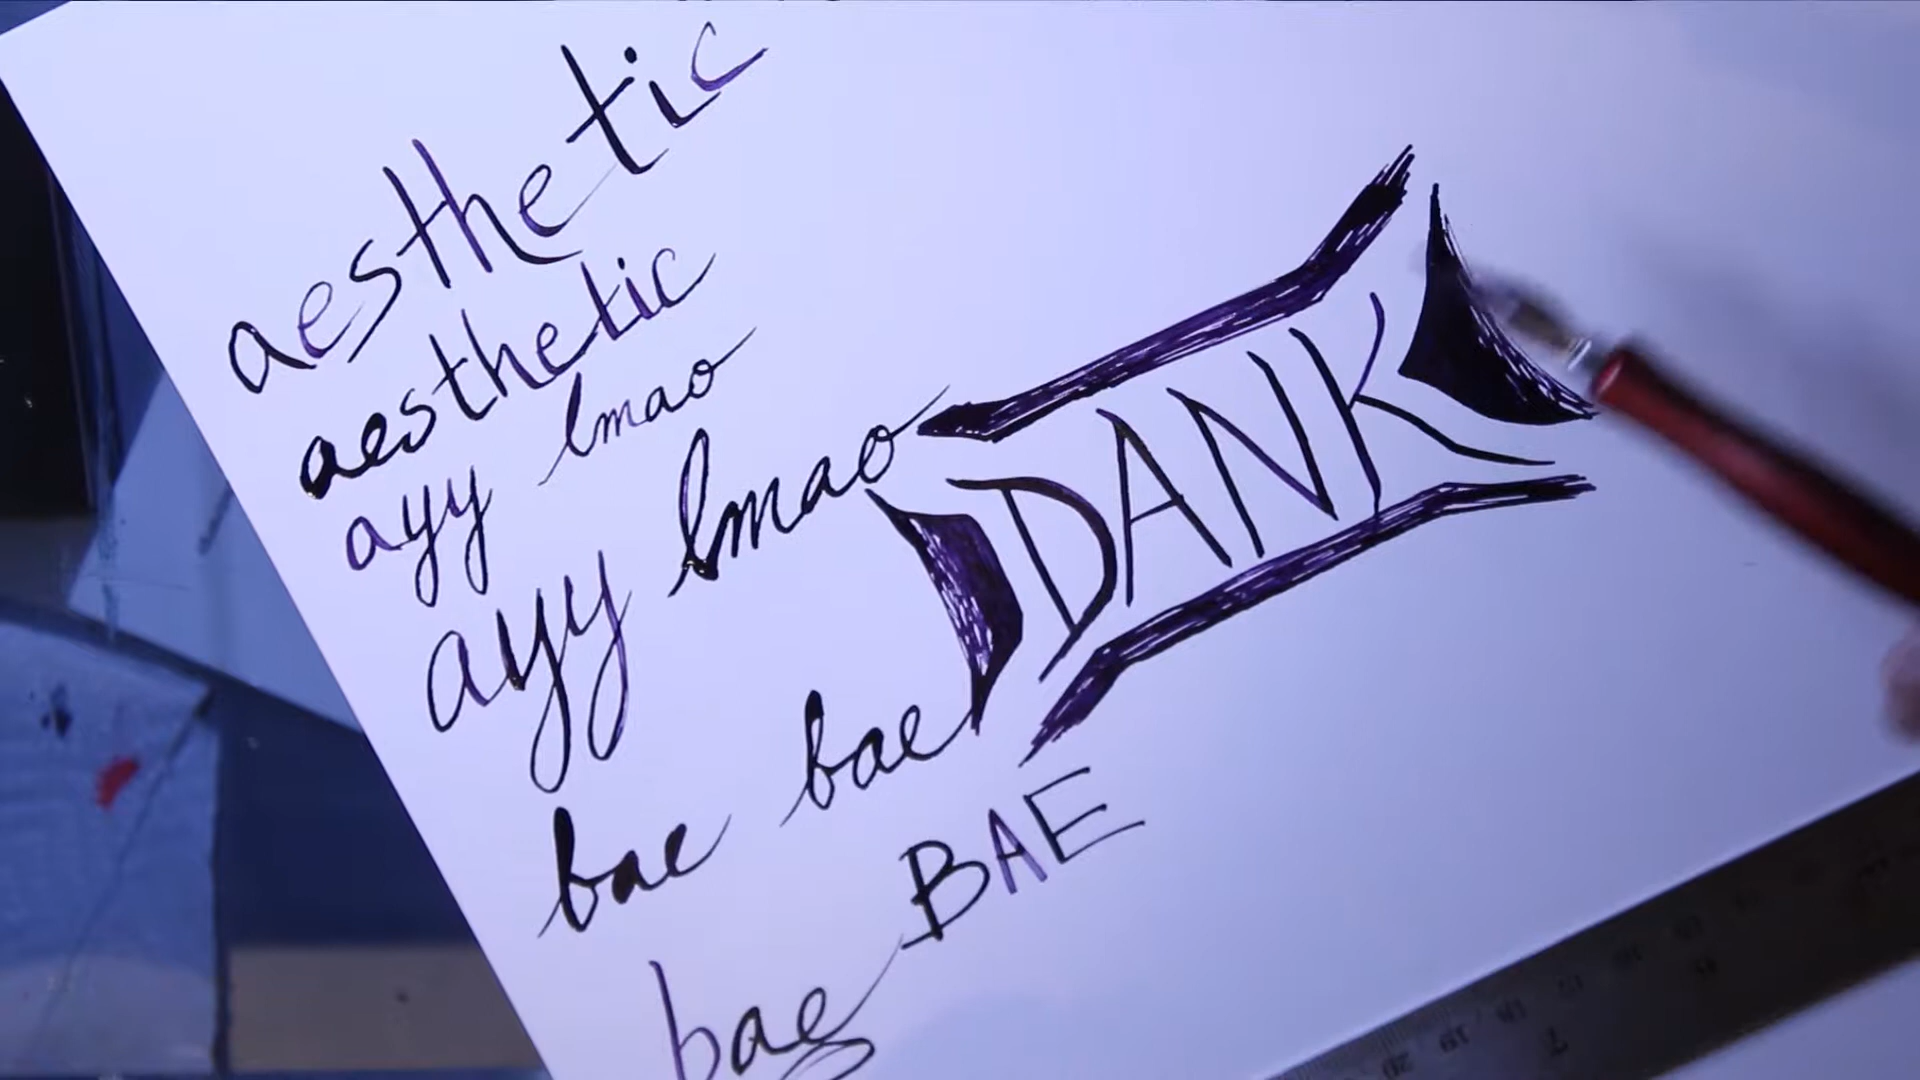 aesthetic
aesthetic
ayy lmao
ayy lmao
DANK
bae bae
BAE
bae